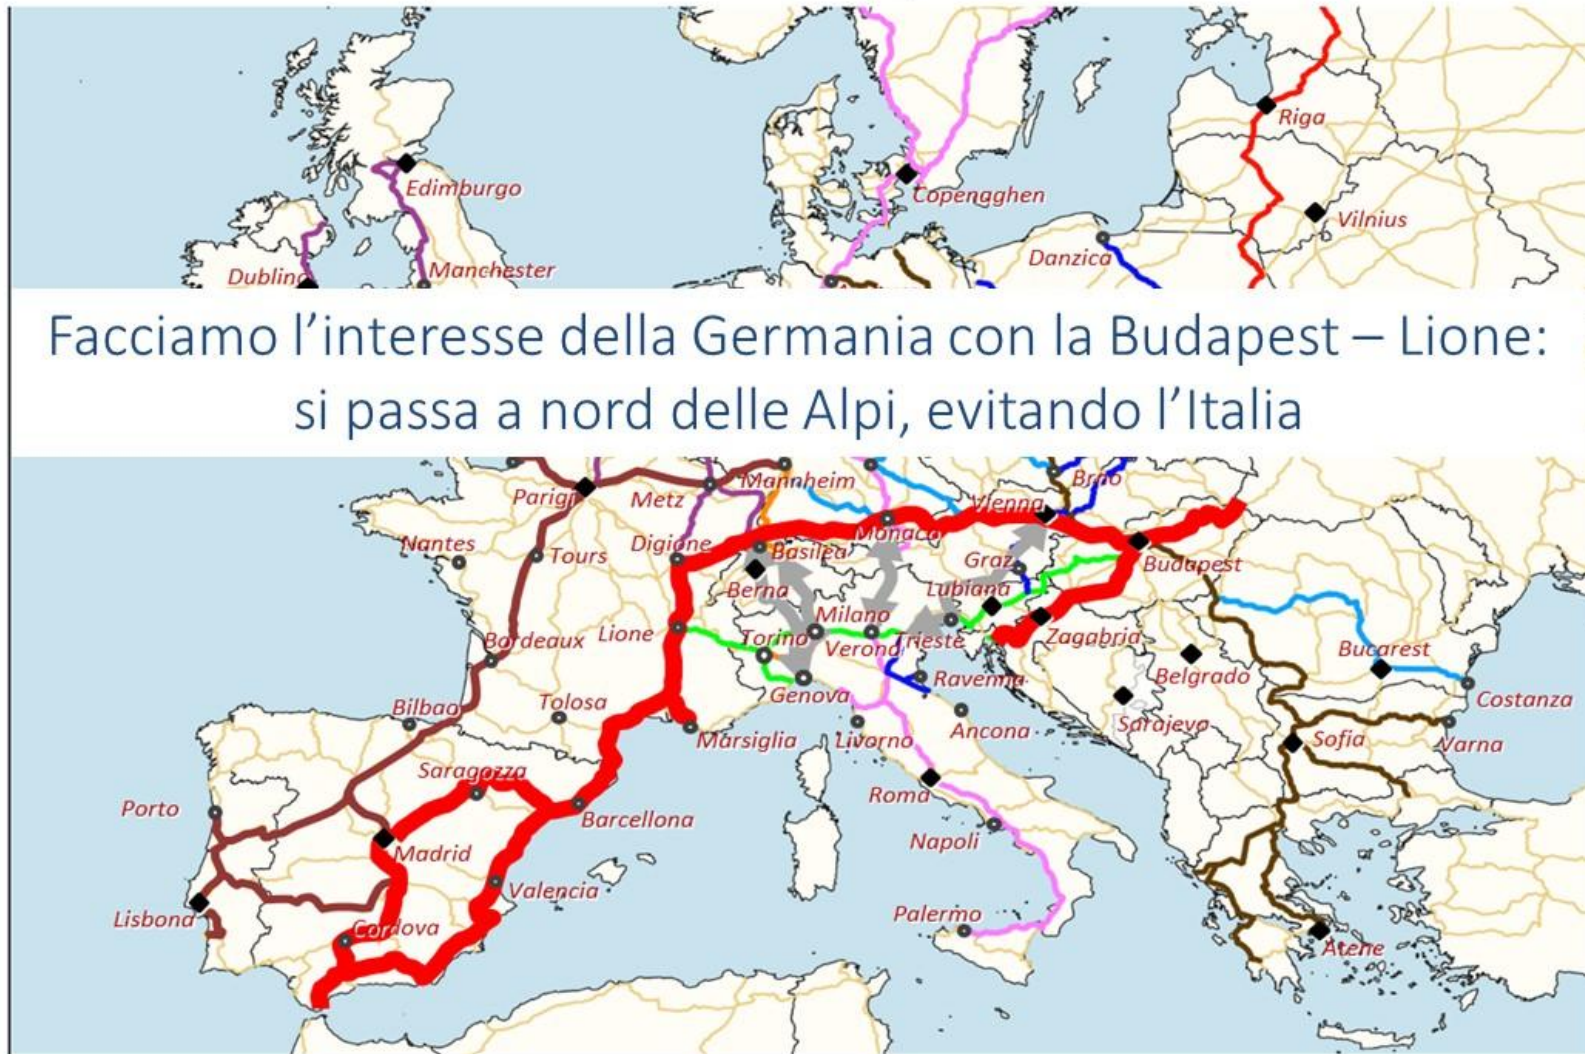 Riga
Edimburgo
Copenagghen
Vilnius
Danzica
Dublino
Manchester
Facciamo l’interesse della Germania con la Budapest – Lione:
si passa a nord delle Alpi, evitando l’Italia
Parigi
Metz
Mannheim
Vienna
Brno
Nantes
Tours
Digione
Basilea
Monaco
Graz
Budapest
Berna
Lubiana
Lione
Torino
Milano
Verona
Trieste
Zagabria
Bordeaux
Genova
Ravenna
Belgrado
Bucarest
Costanza
Bilbao
Tolosa
Marsiglia
Livorno
Ancona
Sarajevo
Sofia
Varna
Saragozza
Roma
Porto
Barcellona
Madrid
Napoli
Valencia
Lisbona
Cordova
Palermo
Atene